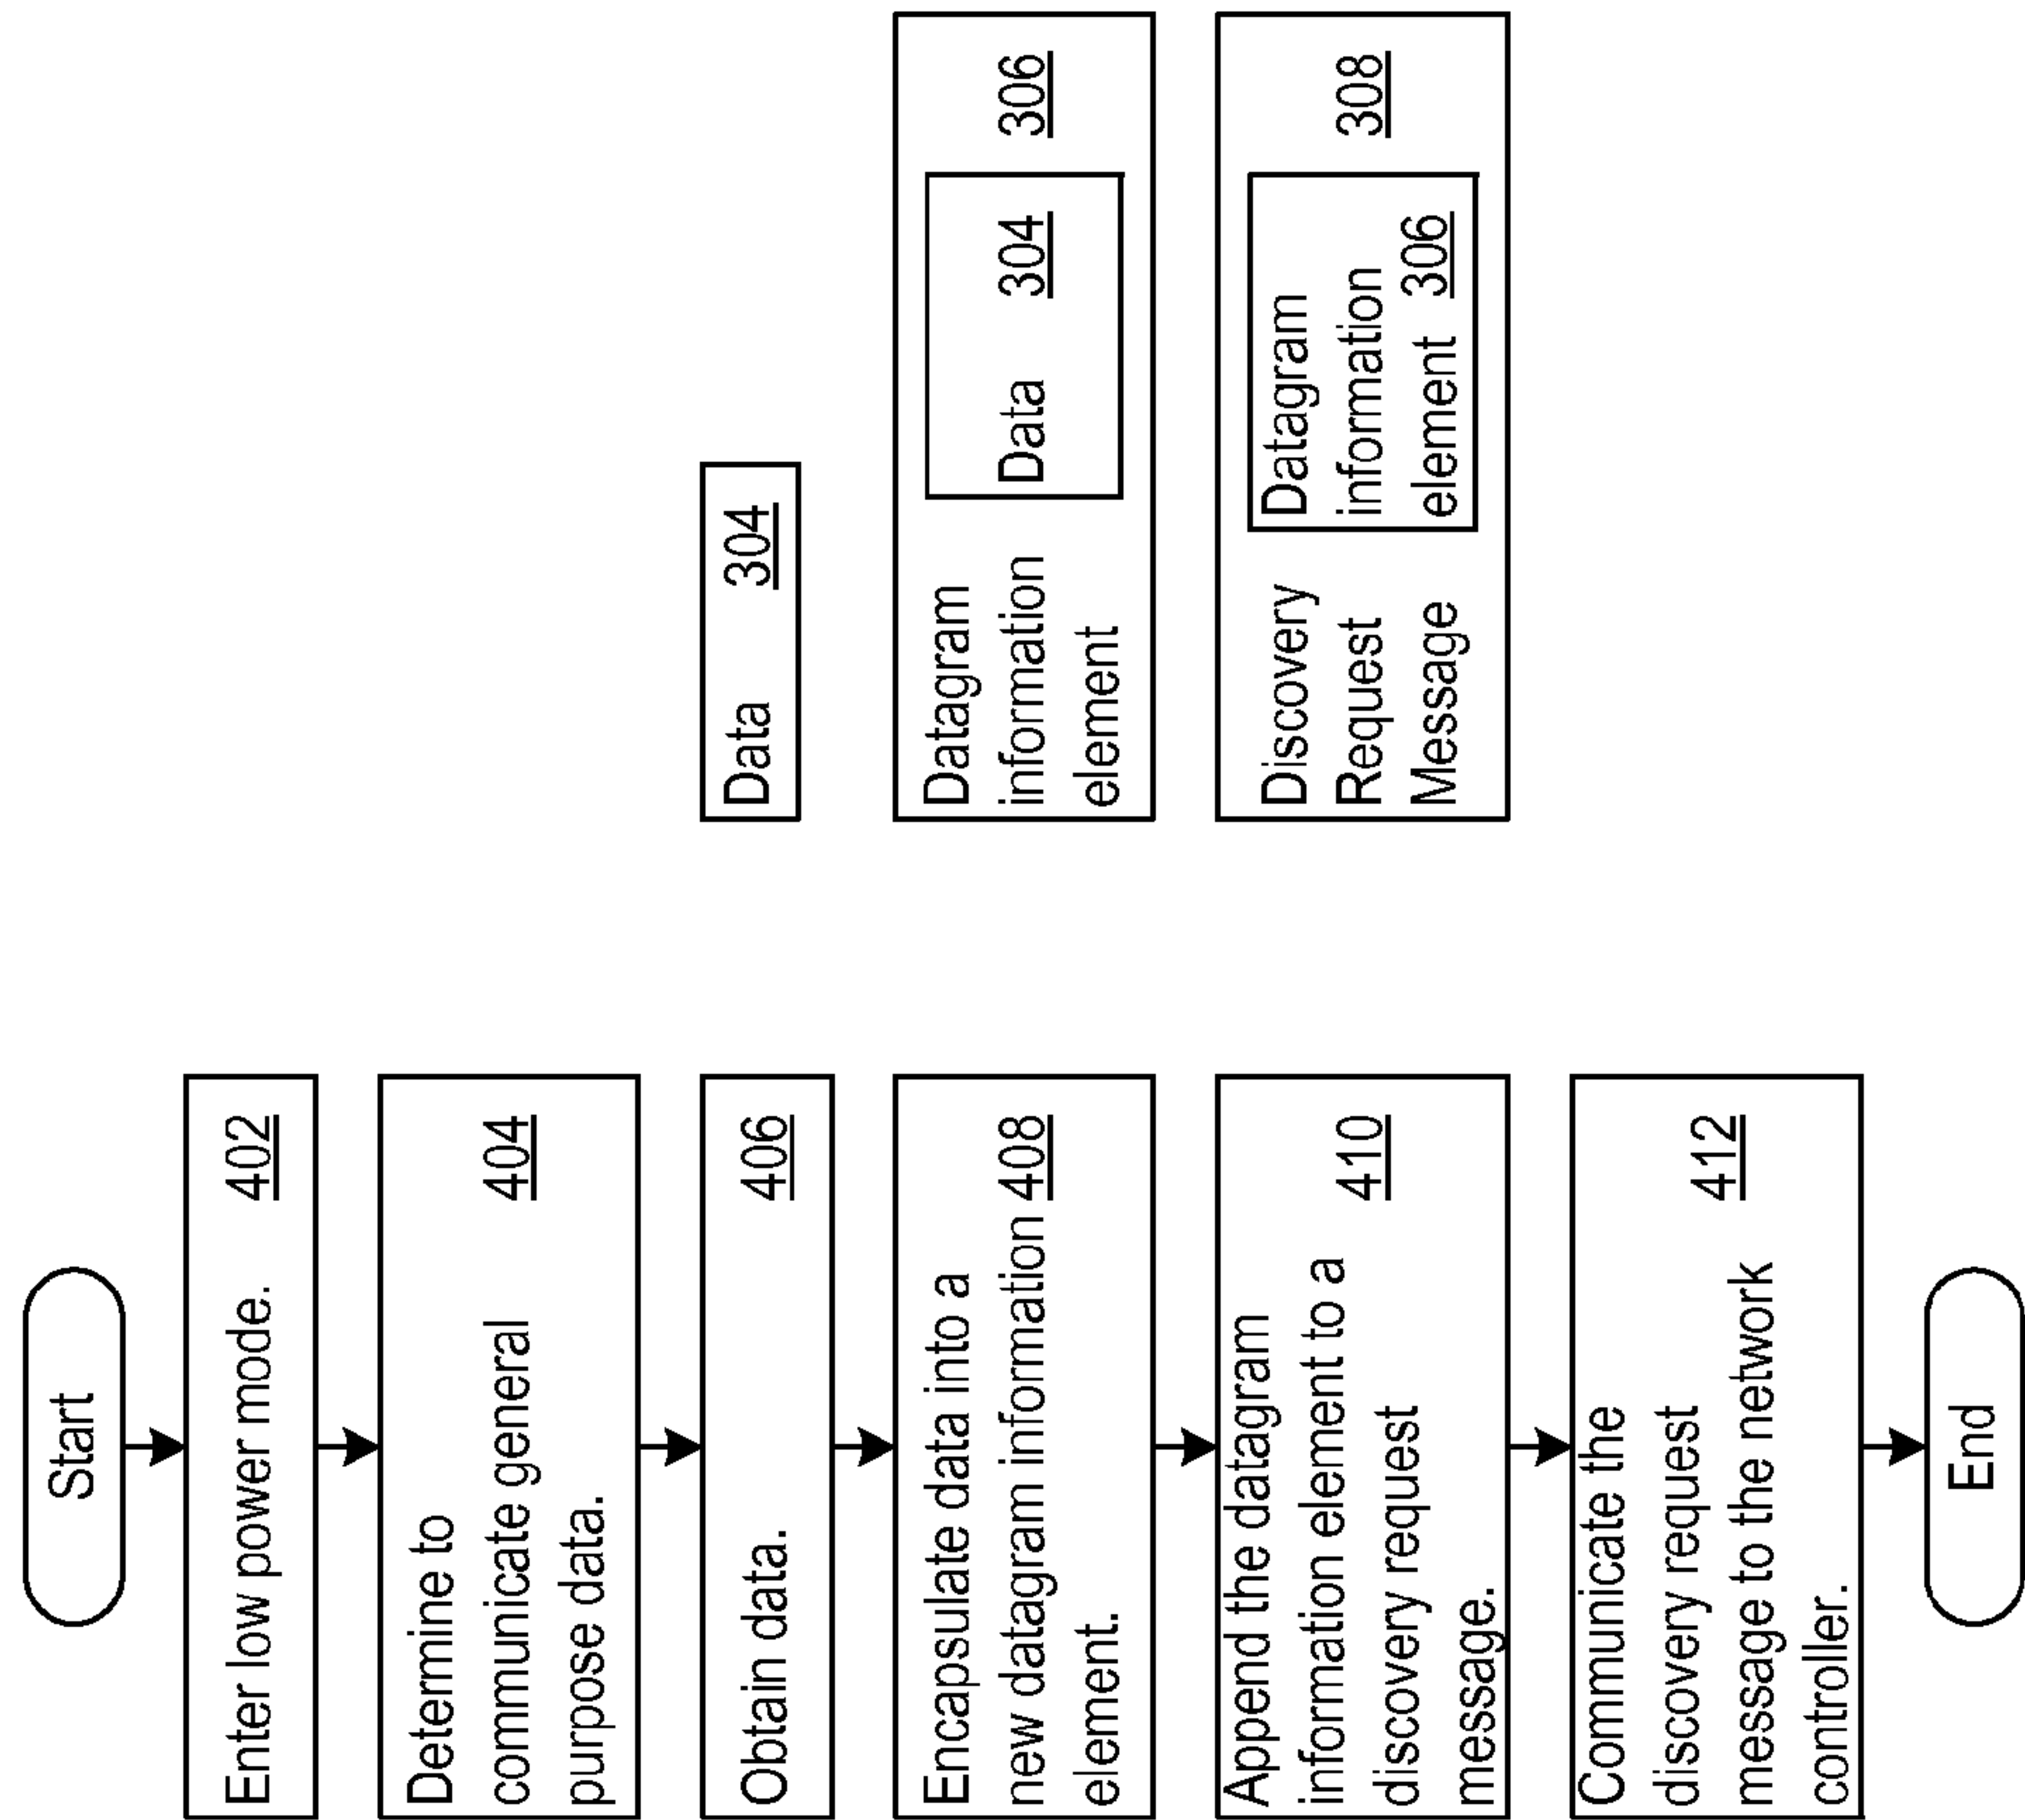 Start
Enter low power mode. 402
Determine to 
communicate general 404
purpose data.
Obtain data. 406
Encapsulate data into a
new datagram information 408
element.
Append the datagram
information element to a 410
discovery request
message.
Communicate the
discovery request 412
message to the network
controller.
End
Data 304
Datagram
information
element
Data 304
306
Discovery
Request
Message
Datagram
information
element 306
308